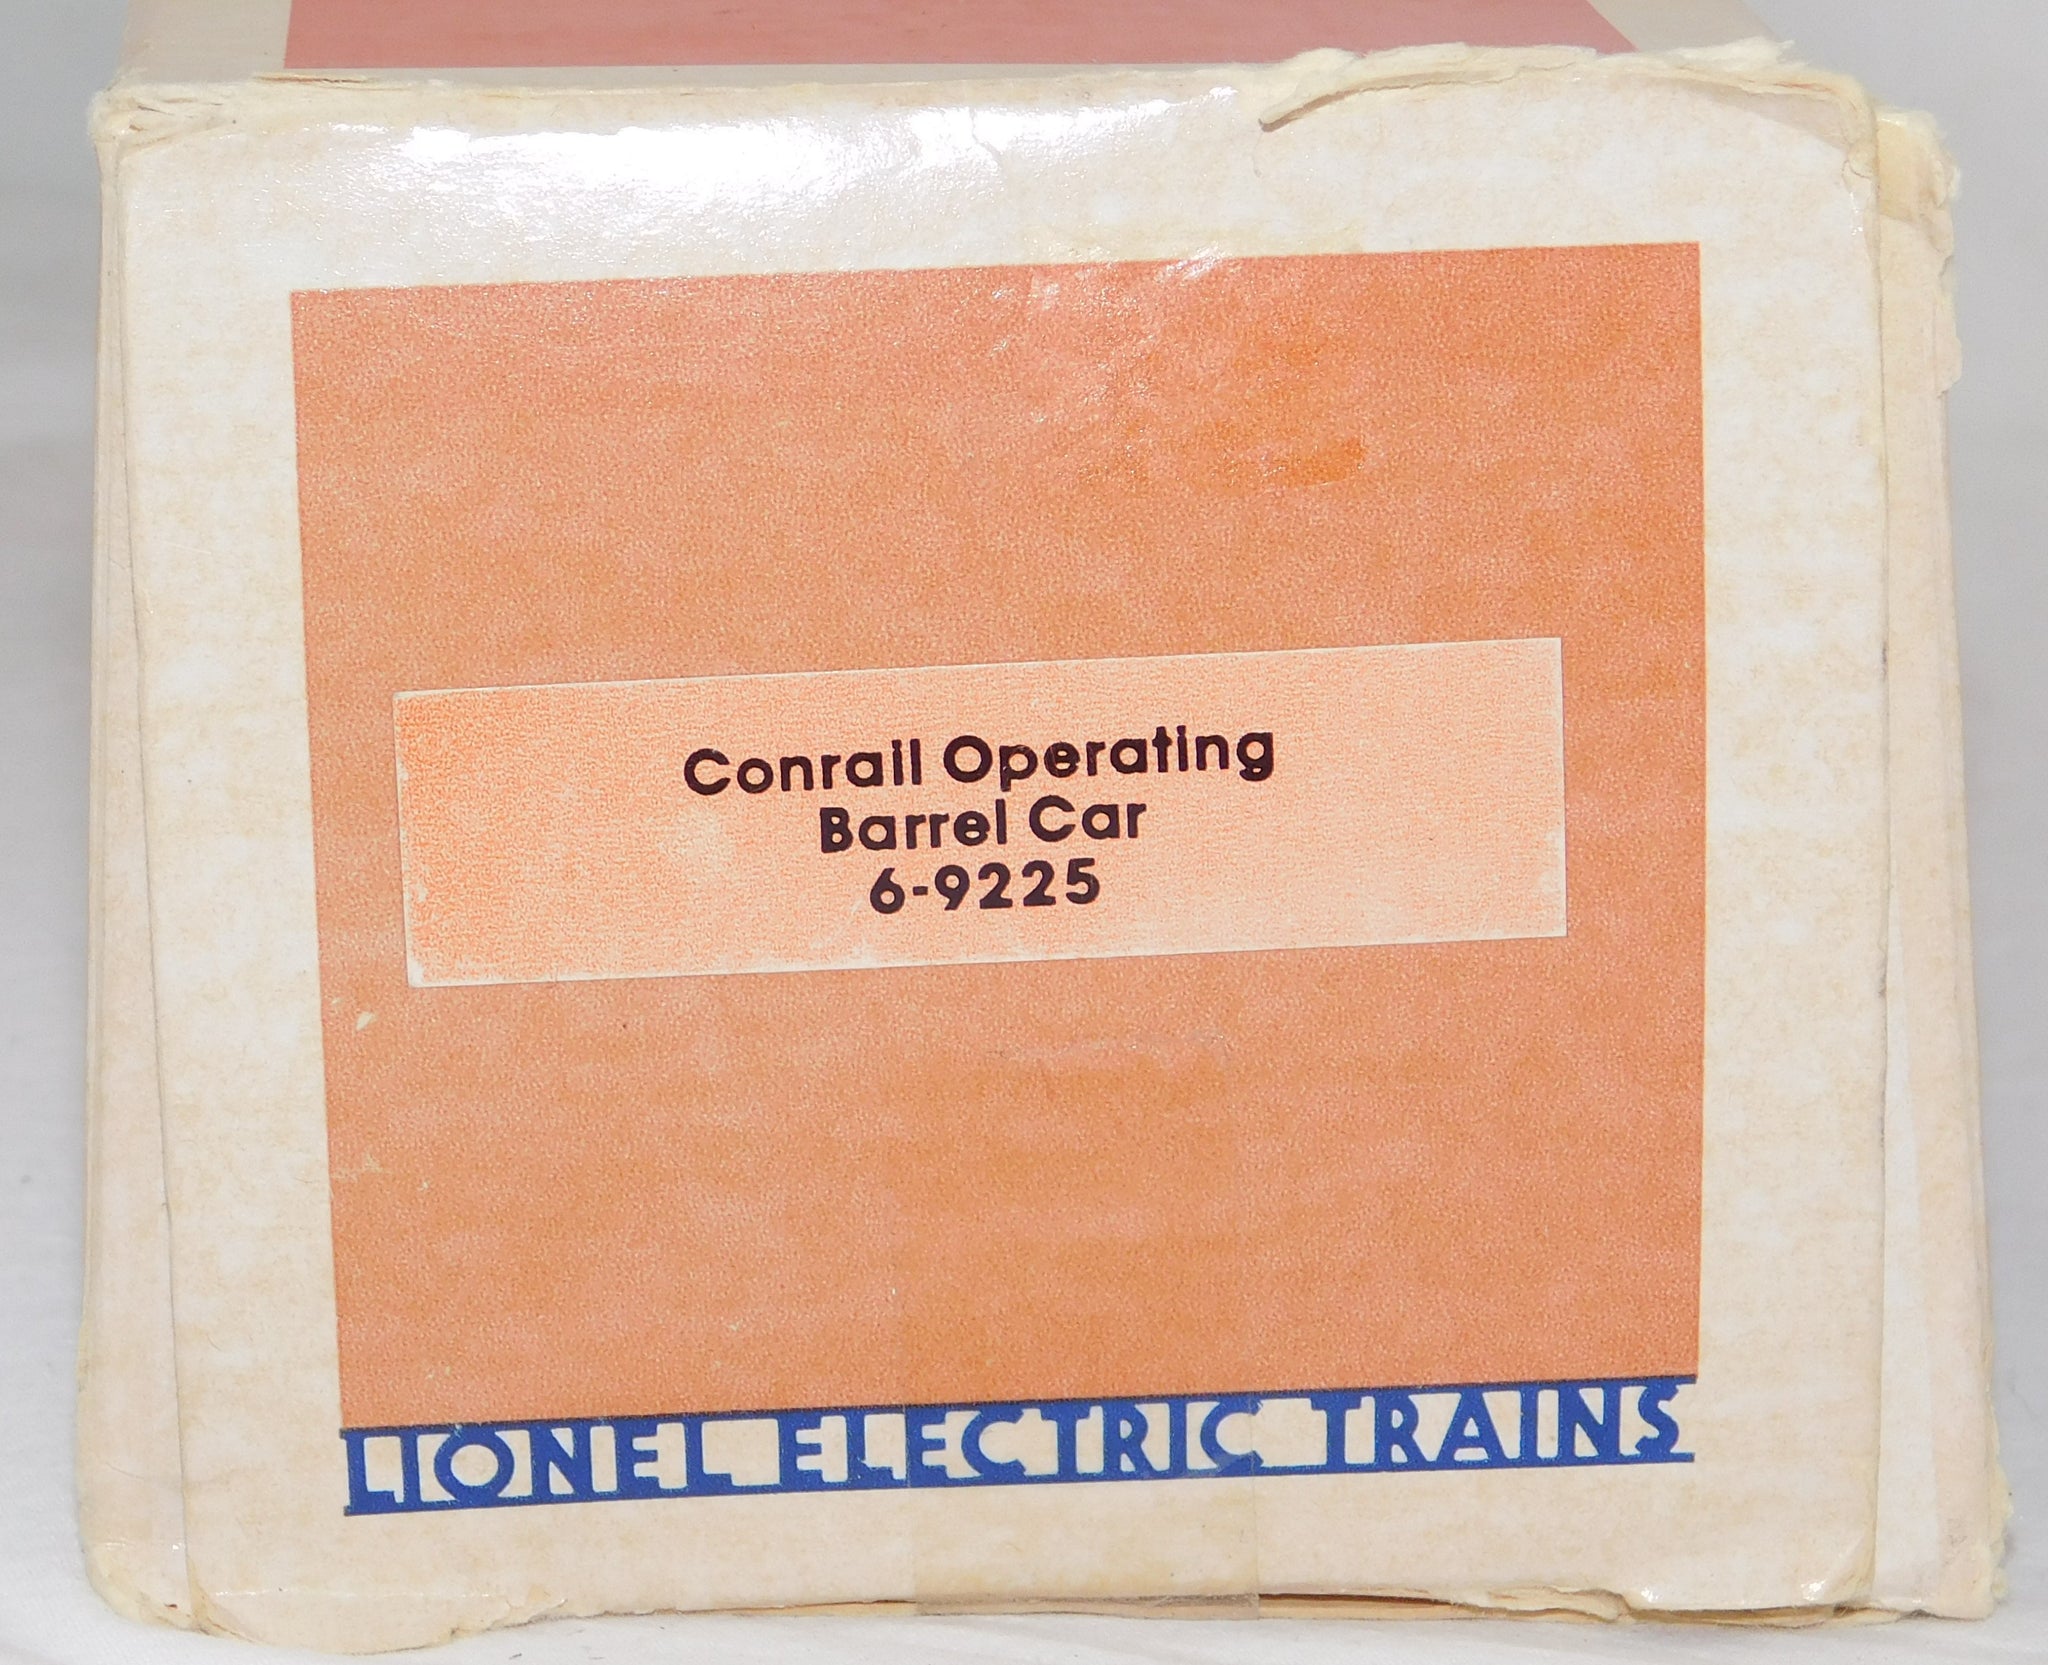 Conrail Operating
Barrel Car
6-9225
LIONEL ELECTRIC TRAINS